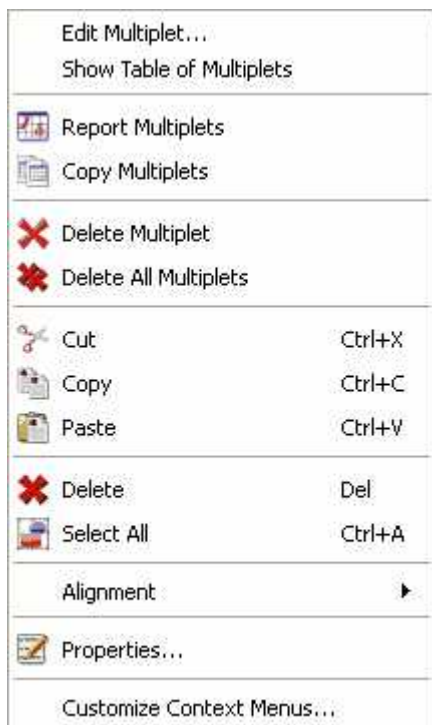 Edit Multiplet...
Show Table of Multiplets
Report Multiplets
Copy Multiplets
Delete Multiplet
Delete All Multiplets
Cut Ctrl+X
Copy Ctrl+C
Paste Ctrl+V
Delete Del
Select All Ctrl+A
Alignment
Properties...
Customize Context Menus...